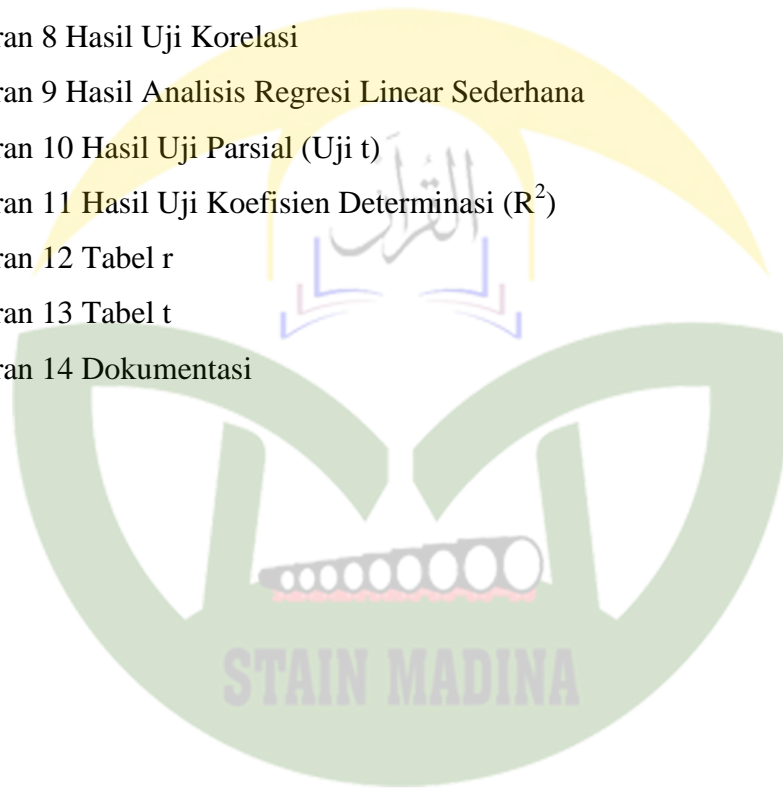 ran 8 Hasil Uji Korelasi
ran 9 Hasil Analisis Regresi Linear Sederhana
ran 10 Hasil Uji Parsial (Uji t)
ran 11 Hasil Uji Koefisien Determinasi (R²)
القرآن
ran 12 Tabel r
ran 13 Tabel t
ran 14 Dokumentasi
STAIN MADINA